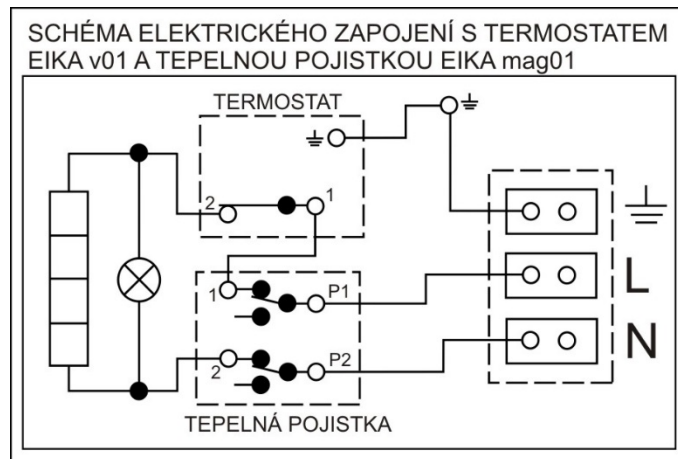 SCHÉMA ELEKTRICKÉHO ZAPOJENÍ S TERMOSTATEM
EIKA v01 A TEPELNOU POJISTKOU EIKA mag01
TERMOSTAT
2
1
1
P1
L
2
P2
N
TEPELNÁ POJISTKA